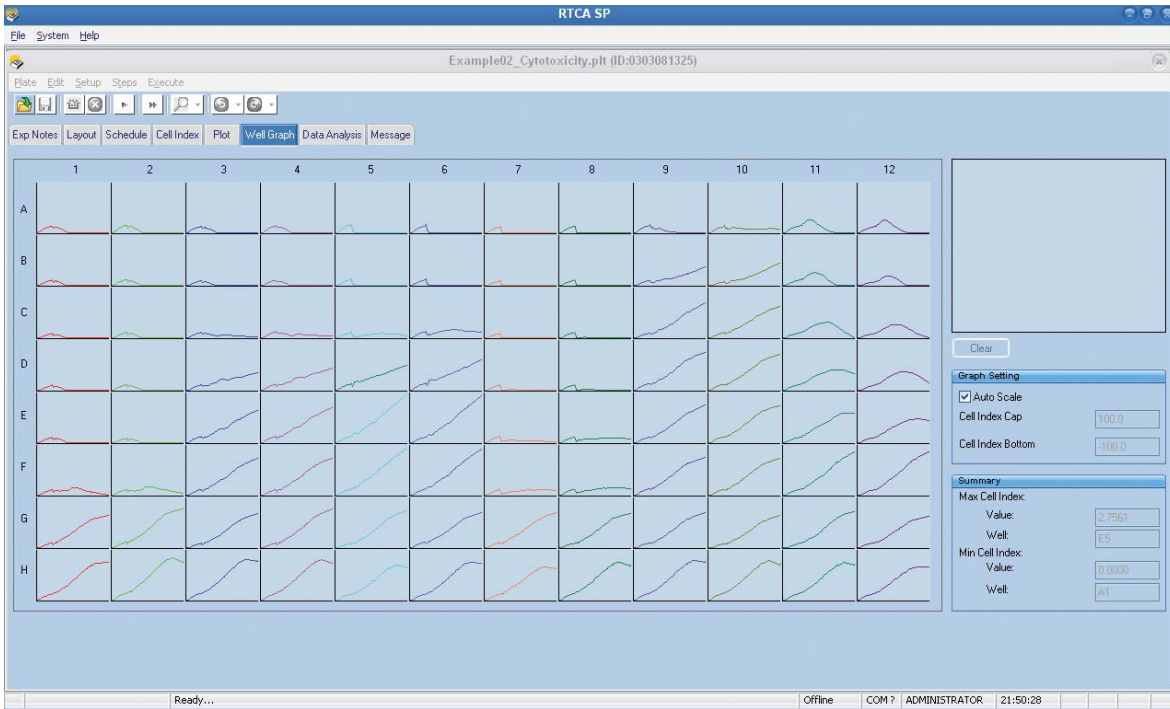 RTCA SP
File System Help
Example02_Cytotoxicity.plt (ID:0303081325)
Plate Edit Setup Steps Execute
Exp Notes Layout Schedule Cell Index Plot Well Graph Data Analysis Message
1 2 3 4 5 6 7 8 9 10 11 12
A
B
C
D
E
F
G
H
Clear
Graph Setting
Auto Scale
Cell Index Cap 100.0
Cell Index Bottom -100.0
Summary
Max Cell Index:
Value: 2.7561
Well: E5
Min Cell Index:
Value: 0.0000
Well: A1
Ready... Offline COM ? ADMINISTRATOR 21:50:28